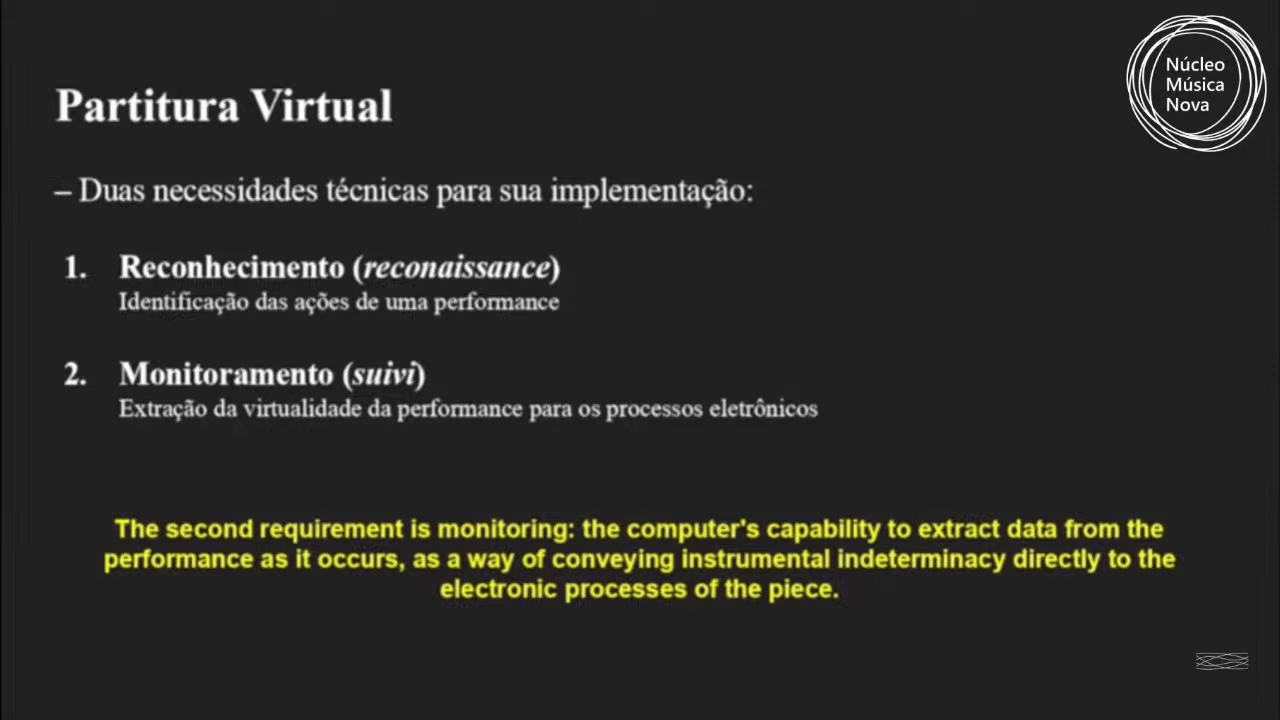 Núcleo
Música
Nova
Partitura Virtual
– Duas necessidades técnicas para sua implementação:
1. Reconhecimento (reconaissance)
Identificação das ações de uma performance
2. Monitoramento (suivi)
Extração da virtualidade da performance para os processos eletrônicos
The second requirement is monitoring: the computer's capability to extract data from the
performance as it occurs, as a way of conveying instrumental indeterminacy directly to the
electronic processes of the piece.